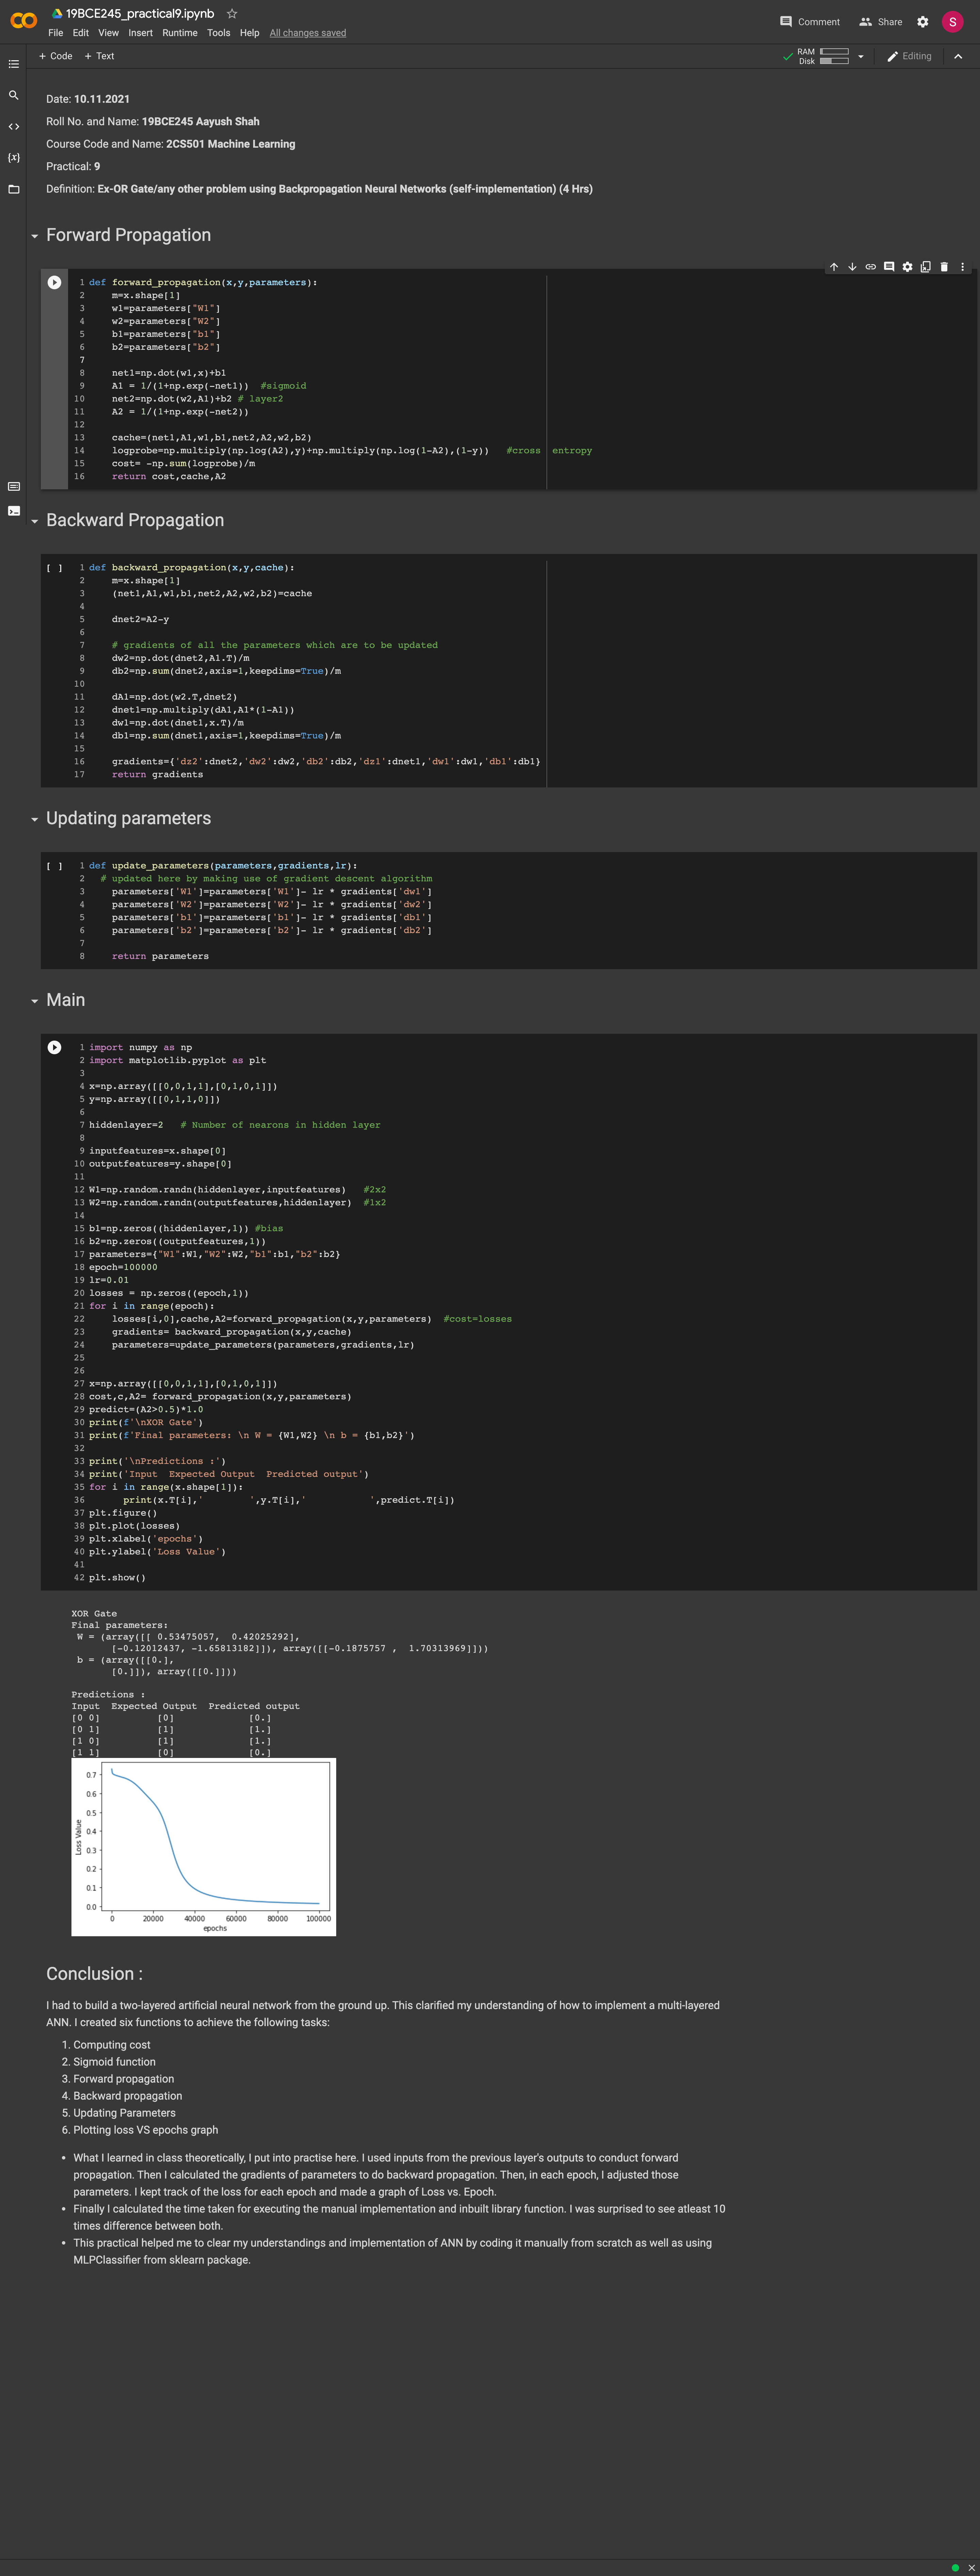 19BCE245_practical9.ipynb
Comment
Share
S
File Edit View Insert Runtime Tools Help All changes saved
+ Code + Text
RAM
Disk
Editing
Date: 10.11.2021
Roll No. and Name: 19BCE245 Aayush Shah
Course Code and Name: 2CS501 Machine Learning
Practical: 9
Definition: Ex-OR Gate/any other problem using Backpropagation Neural Networks (self-implementation) (4 Hrs)
Forward Propagation
1 def forward_propagation(x,y,parameters):
2     m=x.shape[1]
3     w1=parameters["W1"]
4     w2=parameters["W2"]
5     b1=parameters["b1"]
6     b2=parameters["b2"]
7
8     net1=np.dot(w1,x)+b1
9     A1 = 1/(1+np.exp(-net1))  #sigmoid
10     net2=np.dot(w2,A1)+b2 # layer2
11     A2 = 1/(1+np.exp(-net2))
12
13     cache=(net1,A1,w1,b1,net2,A2,w2,b2)
14     logprobe=np.multiply(np.log(A2),y)+np.multiply(np.log(1-A2),(1-y))   #cross  entropy
15     cost= -np.sum(logprobe)/m
16     return cost,cache,A2
Backward Propagation
[ ]
1 def backward_propagation(x,y,cache):
2     m=x.shape[1]
3     (net1,A1,w1,b1,net2,A2,w2,b2)=cache
4
5     dnet2=A2-y
6
7     # gradients of all the parameters which are to be updated
8     dw2=np.dot(dnet2,A1.T)/m
9     db2=np.sum(dnet2,axis=1,keepdims=True)/m
10
11     dA1=np.dot(w2.T,dnet2)
12     dnet1=np.multiply(dA1,A1*(1-A1))
13     dw1=np.dot(dnet1,x.T)/m
14     db1=np.sum(dnet1,axis=1,keepdims=True)/m
15
16     gradients={'dz2':dnet2,'dw2':dw2,'db2':db2,'dz1':dnet1,'dw1':dw1,'db1':db1}
17     return gradients
Updating parameters
[ ]
1 def update_parameters(parameters,gradients,lr):
2   # updated here by making use of gradient descent algorithm
3     parameters['W1']=parameters['W1']- lr * gradients['dw1']
4     parameters['W2']=parameters['W2']- lr * gradients['dw2']
5     parameters['b1']=parameters['b1']- lr * gradients['db1']
6     parameters['b2']=parameters['b2']- lr * gradients['db2']
7
8     return parameters
Main
1 import numpy as np
2 import matplotlib.pyplot as plt
3
4 x=np.array([[0,0,1,1],[0,1,0,1]])
5 y=np.array([[0,1,1,0]])
6
7 hiddenlayer=2   # Number of nearons in hidden layer
8
9 inputfeatures=x.shape[0]
10 outputfeatures=y.shape[0]
11
12 W1=np.random.randn(hiddenlayer,inputfeatures)   #2x2
13 W2=np.random.randn(outputfeatures,hiddenlayer)  #1x2
14
15 b1=np.zeros((hiddenlayer,1)) #bias
16 b2=np.zeros((outputfeatures,1))
17 parameters={"W1":W1,"W2":W2,"b1":b1,"b2":b2}
18 epoch=100000
19 lr=0.01
20 losses = np.zeros((epoch,1))
21 for i in range(epoch):
22     losses[i,0],cache,A2=forward_propagation(x,y,parameters)  #cost=losses
23     gradients= backward_propagation(x,y,cache)
24     parameters=update_parameters(parameters,gradients,lr)
25
26
27 x=np.array([[0,0,1,1],[0,1,0,1]])
28 cost,c,A2= forward_propagation(x,y,parameters)
29 predict=(A2>0.5)*1.0
30 print(f'\nXOR Gate')
31 print(f'Final parameters: \n W = {W1,W2} \n b = {b1,b2}')
32
33 print('\nPredictions :')
34 print('Input  Expected Output  Predicted output')
35 for i in range(x.shape[1]):
36       print(x.T[i],'        ',y.T[i],'           ',predict.T[i])
37 plt.figure()
38 plt.plot(losses)
39 plt.xlabel('epochs')
40 plt.ylabel('Loss Value')
41
42 plt.show()
XOR Gate
Final parameters:
W = (array([[ 0.53475057,  0.42025292],
[-0.12012437, -1.65813182]]), array([[-0.1875757 ,  1.70313969]]))
b = (array([[0.],
[0.]]), array([[0.]]))
Predictions :
Input  Expected Output  Predicted output
[0 0]          [0]             [0.]
[0 1]          [1]             [1.]
[1 0]          [1]             [1.]
[1 1]          [0]             [0.]
0.7
0.6
0.5
0.4
0.3
0.2
0.1
0.0
Loss Value
0 20000 40000 60000 80000 100000
epochs
Conclusion :
I had to build a two-layered artificial neural network from the ground up. This clarified my understanding of how to implement a multi-layered
ANN. I created six functions to achieve the following tasks:
1. Computing cost
2. Sigmoid function
3. Forward propagation
4. Backward propagation
5. Updating Parameters
6. Plotting loss VS epochs graph
• What I learned in class theoretically, I put into practise here. I used inputs from the previous layer's outputs to conduct forward
propagation. Then I calculated the gradients of parameters to do backward propagation. Then, in each epoch, I adjusted those
parameters. I kept track of the loss for each epoch and made a graph of Loss vs. Epoch.
• Finally I calculated the time taken for executing the manual implementation and inbuilt library function. I was surprised to see atleast 10
times difference between both.
• This practical helped me to clear my understandings and implementation of ANN by coding it manually from scratch as well as using
MLPClassifier from sklearn package.